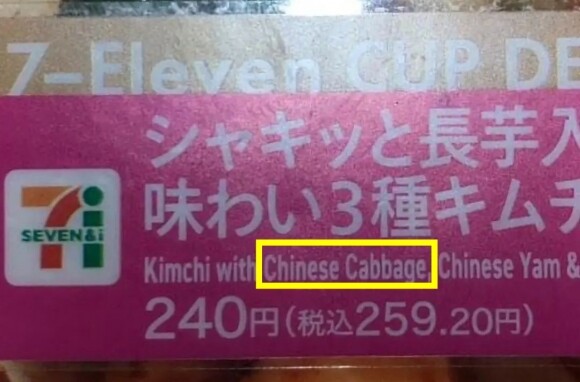 7-Eleven CUP DE
シャキッと長芋入
味わい3種キムチ
SEVEN&i
Kimchi with Chinese Cabbage, Chinese Yam &
240円(税込259.20円)